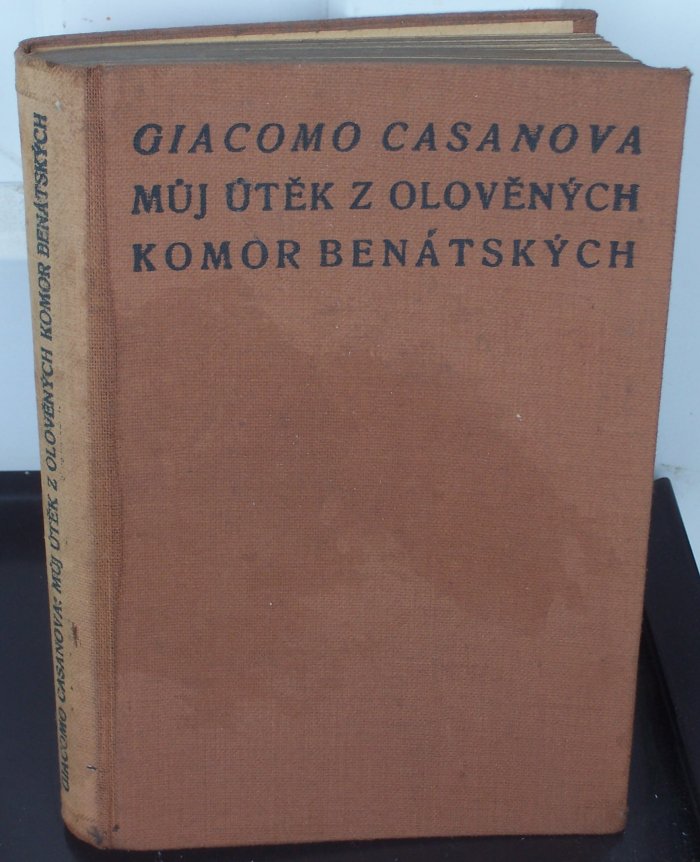 GIACOMO CASANOVA
MŮJ ÚTĚK Z OLOVĚNÝCH
KOMOR BENÁTSKÝCH
GIACOMO CASANOVA: MŮJ ÚTĚK Z OLOVĚNÝCH KOMOR BENÁTSKÝCH